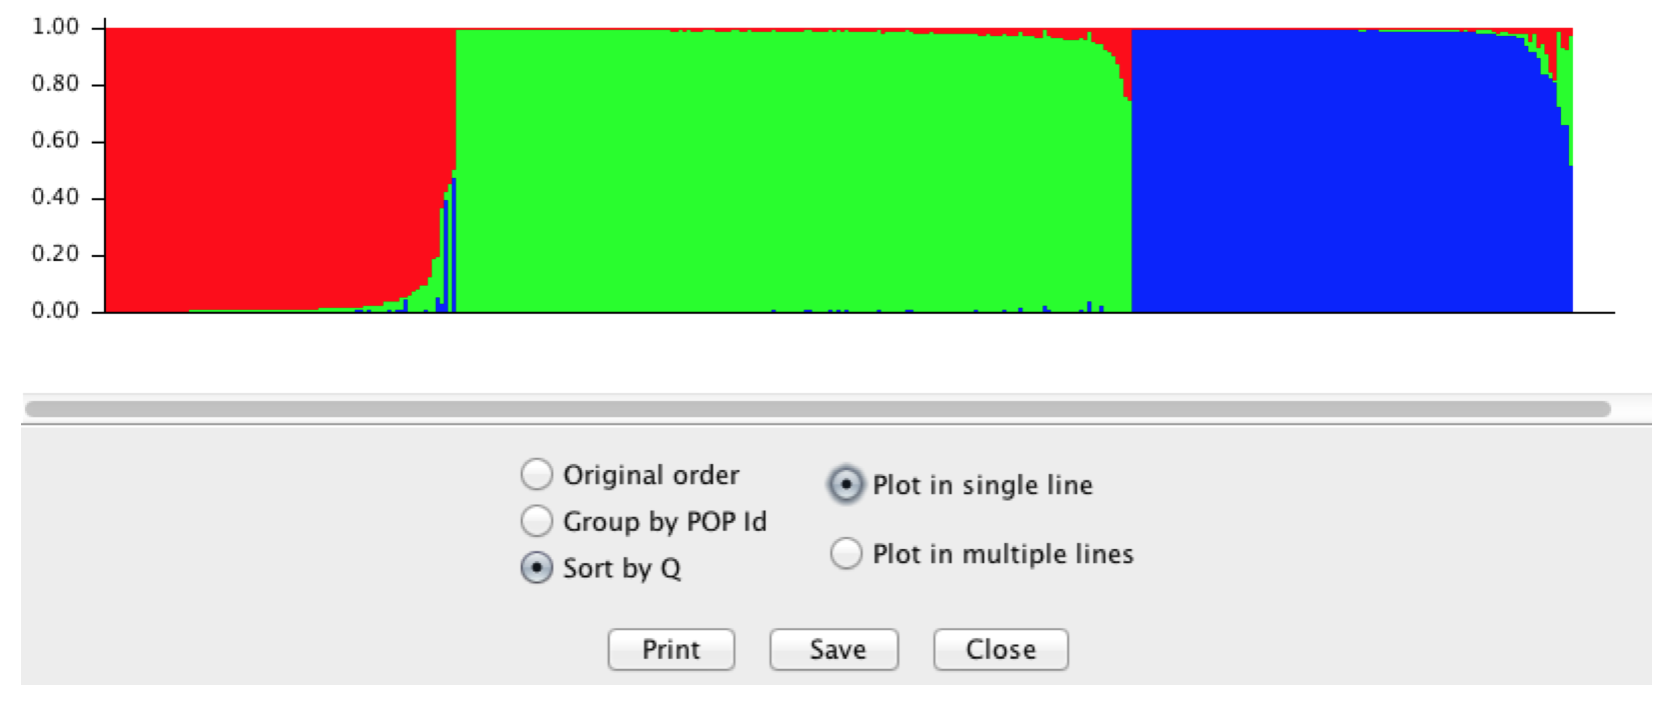 1.00
0.80
0.60
0.40
0.20
0.00
Original order
Group by POP Id
Sort by Q
Plot in single line
Plot in multiple lines
Print Save Close